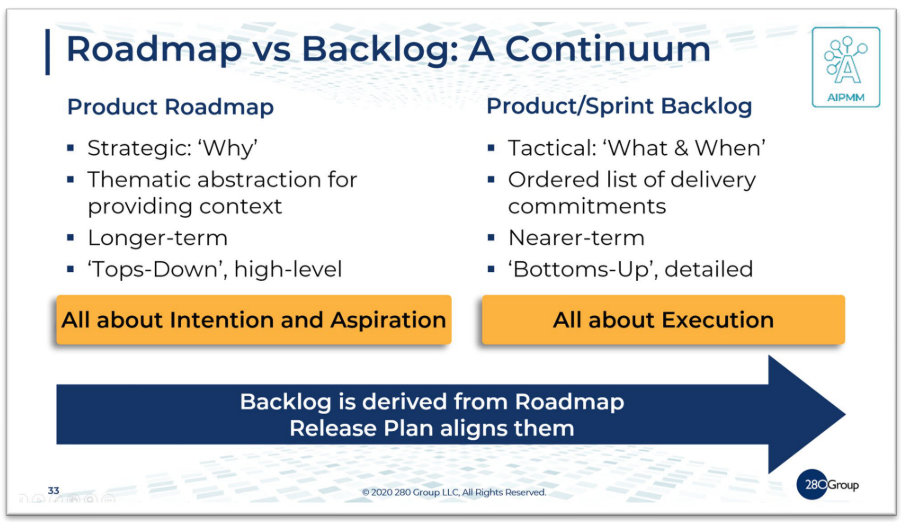 Roadmap vs Backlog: A Continuum
AIPMM
Product Roadmap
▪ Strategic: ‘Why’
▪ Thematic abstraction for
providing context
▪ Longer-term
▪ ‘Tops-Down’, high-level
All about Intention and Aspiration
Product/Sprint Backlog
▪ Tactical: ‘What & When’
▪ Ordered list of delivery
commitments
▪ Nearer-term
▪ ‘Bottoms-Up’, detailed
All about Execution
Backlog is derived from Roadmap
Release Plan aligns them
33
© 2020 280 Group LLC, All Rights Reserved.
280Group